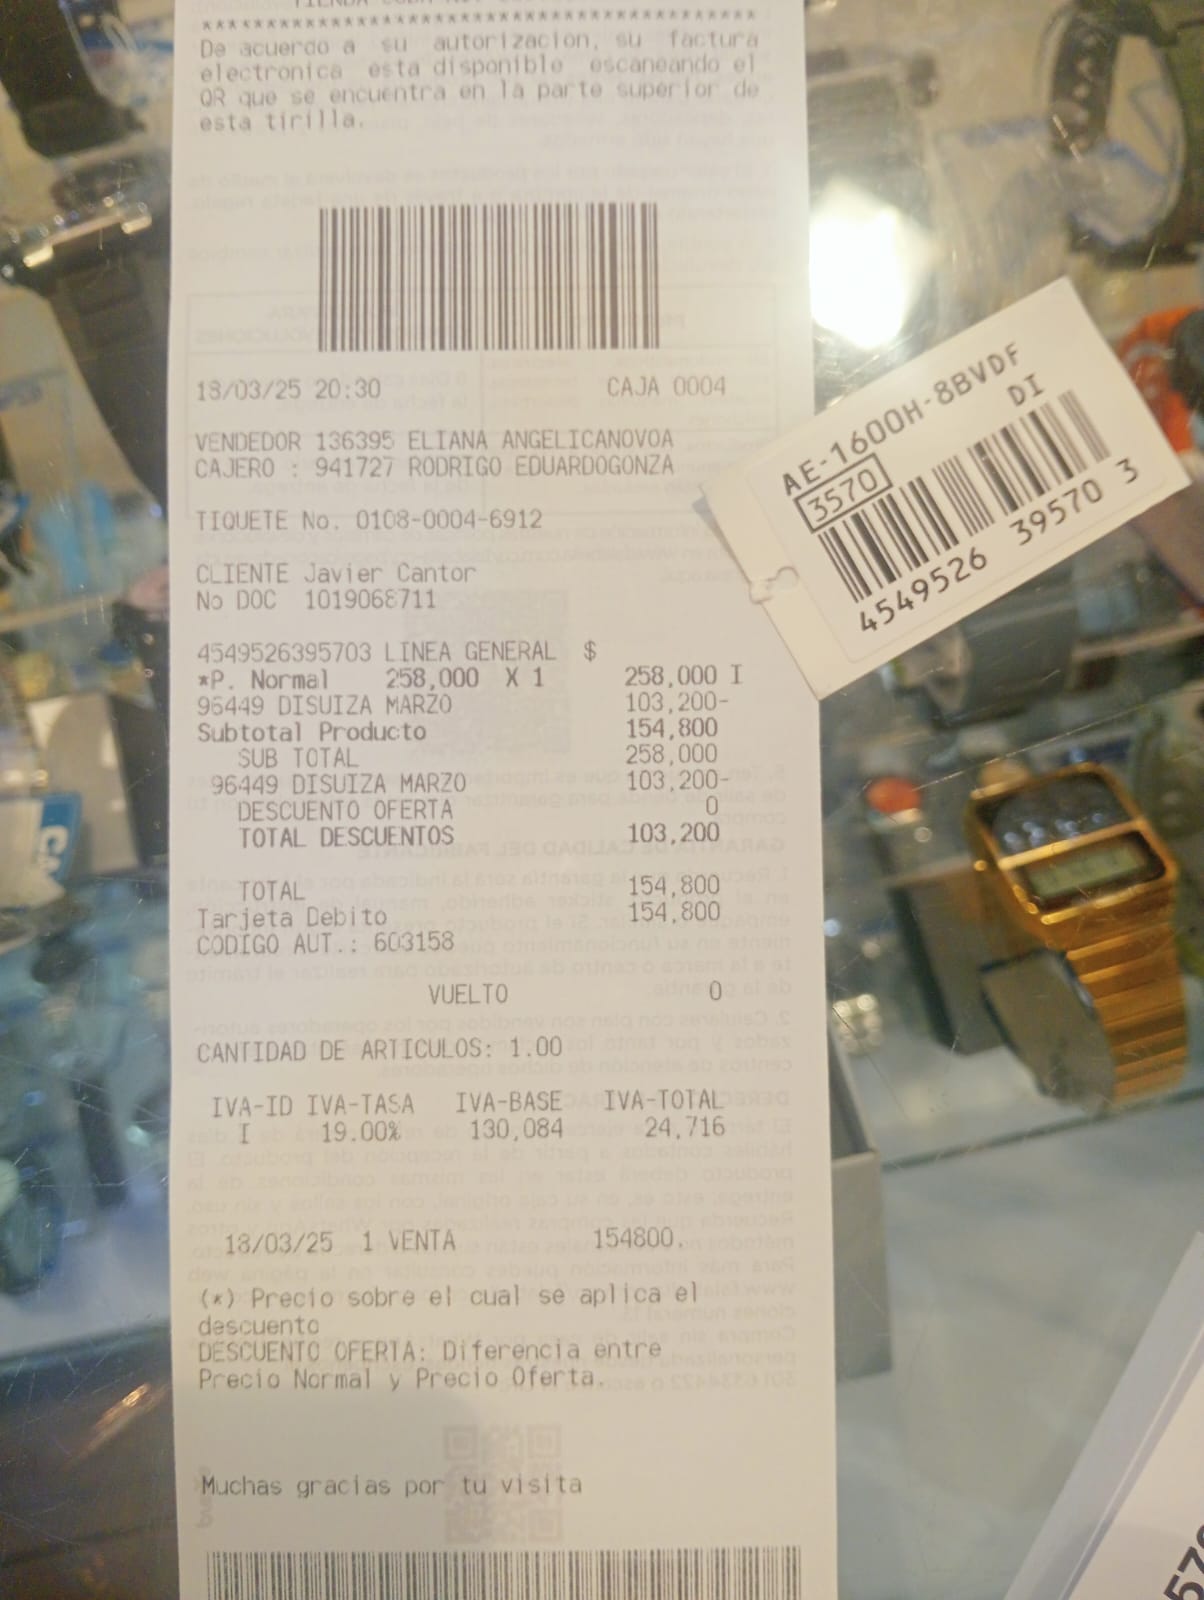 ***************************************
De acuerdo a su autorizacion, su factura
electronica esta disponible escaneando el
QR que se encuentra en la parte superior de
esta tirilla.
18/03/25 20:30 CAJA 0004
VENDEDOR 136395 ELIANA ANGELICANOVOA
CAJERO : 941727 RODRIGO EDUARDOGONZA
TIQUETE No. 0108-0004-6912
CLIENTE Javier Cantor
No DOC 1019068711
4549526395703 LINEA GENERAL $
*P. Normal 258,000 X 1 258,000 I
96449 DISUIZA MARZO 103,200-
Subtotal Producto 154,800
SUB TOTAL 258,000
96449 DISUIZA MARZO 103,200-
DESCUENTO OFERTA 0
TOTAL DESCUENTOS 103,200
TOTAL 154,800
Tarjeta Debito 154,800
CODIGO AUT.: 603158
VUELTO 0
CANTIDAD DE ARTICULOS: 1.00
IVA-ID IVA-TASA IVA-BASE IVA-TOTAL
I 19.00% 130,084 24,716
18/03/25 1 VENTA 154800.
(*) Precio sobre el cual se aplica el
descuento
DESCUENTO OFERTA: Diferencia entre
Precio Normal y Precio Oferta.
Muchas gracias por tu visita
AE-1600H-8BVDF
DI
3570
4549526 39570 3